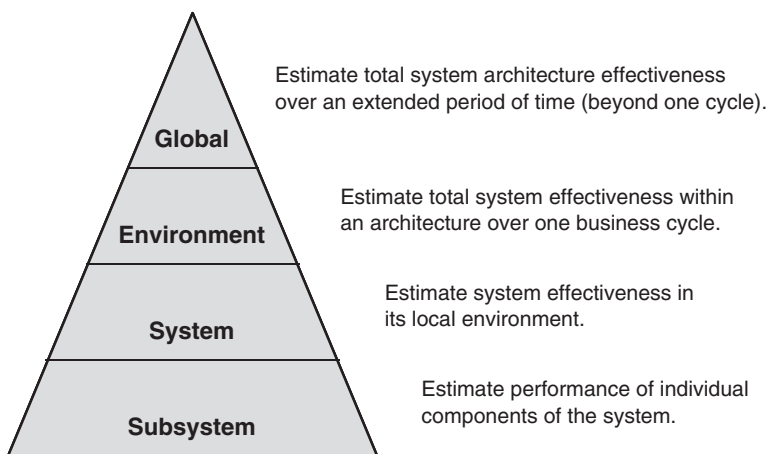 Estimate total system architecture effectiveness
over an extended period of time (beyond one cycle).
Global
Estimate total system effectiveness within
an architecture over one business cycle.
Environment
Estimate system effectiveness in
its local environment.
System
Estimate performance of individual
components of the system.
Subsystem